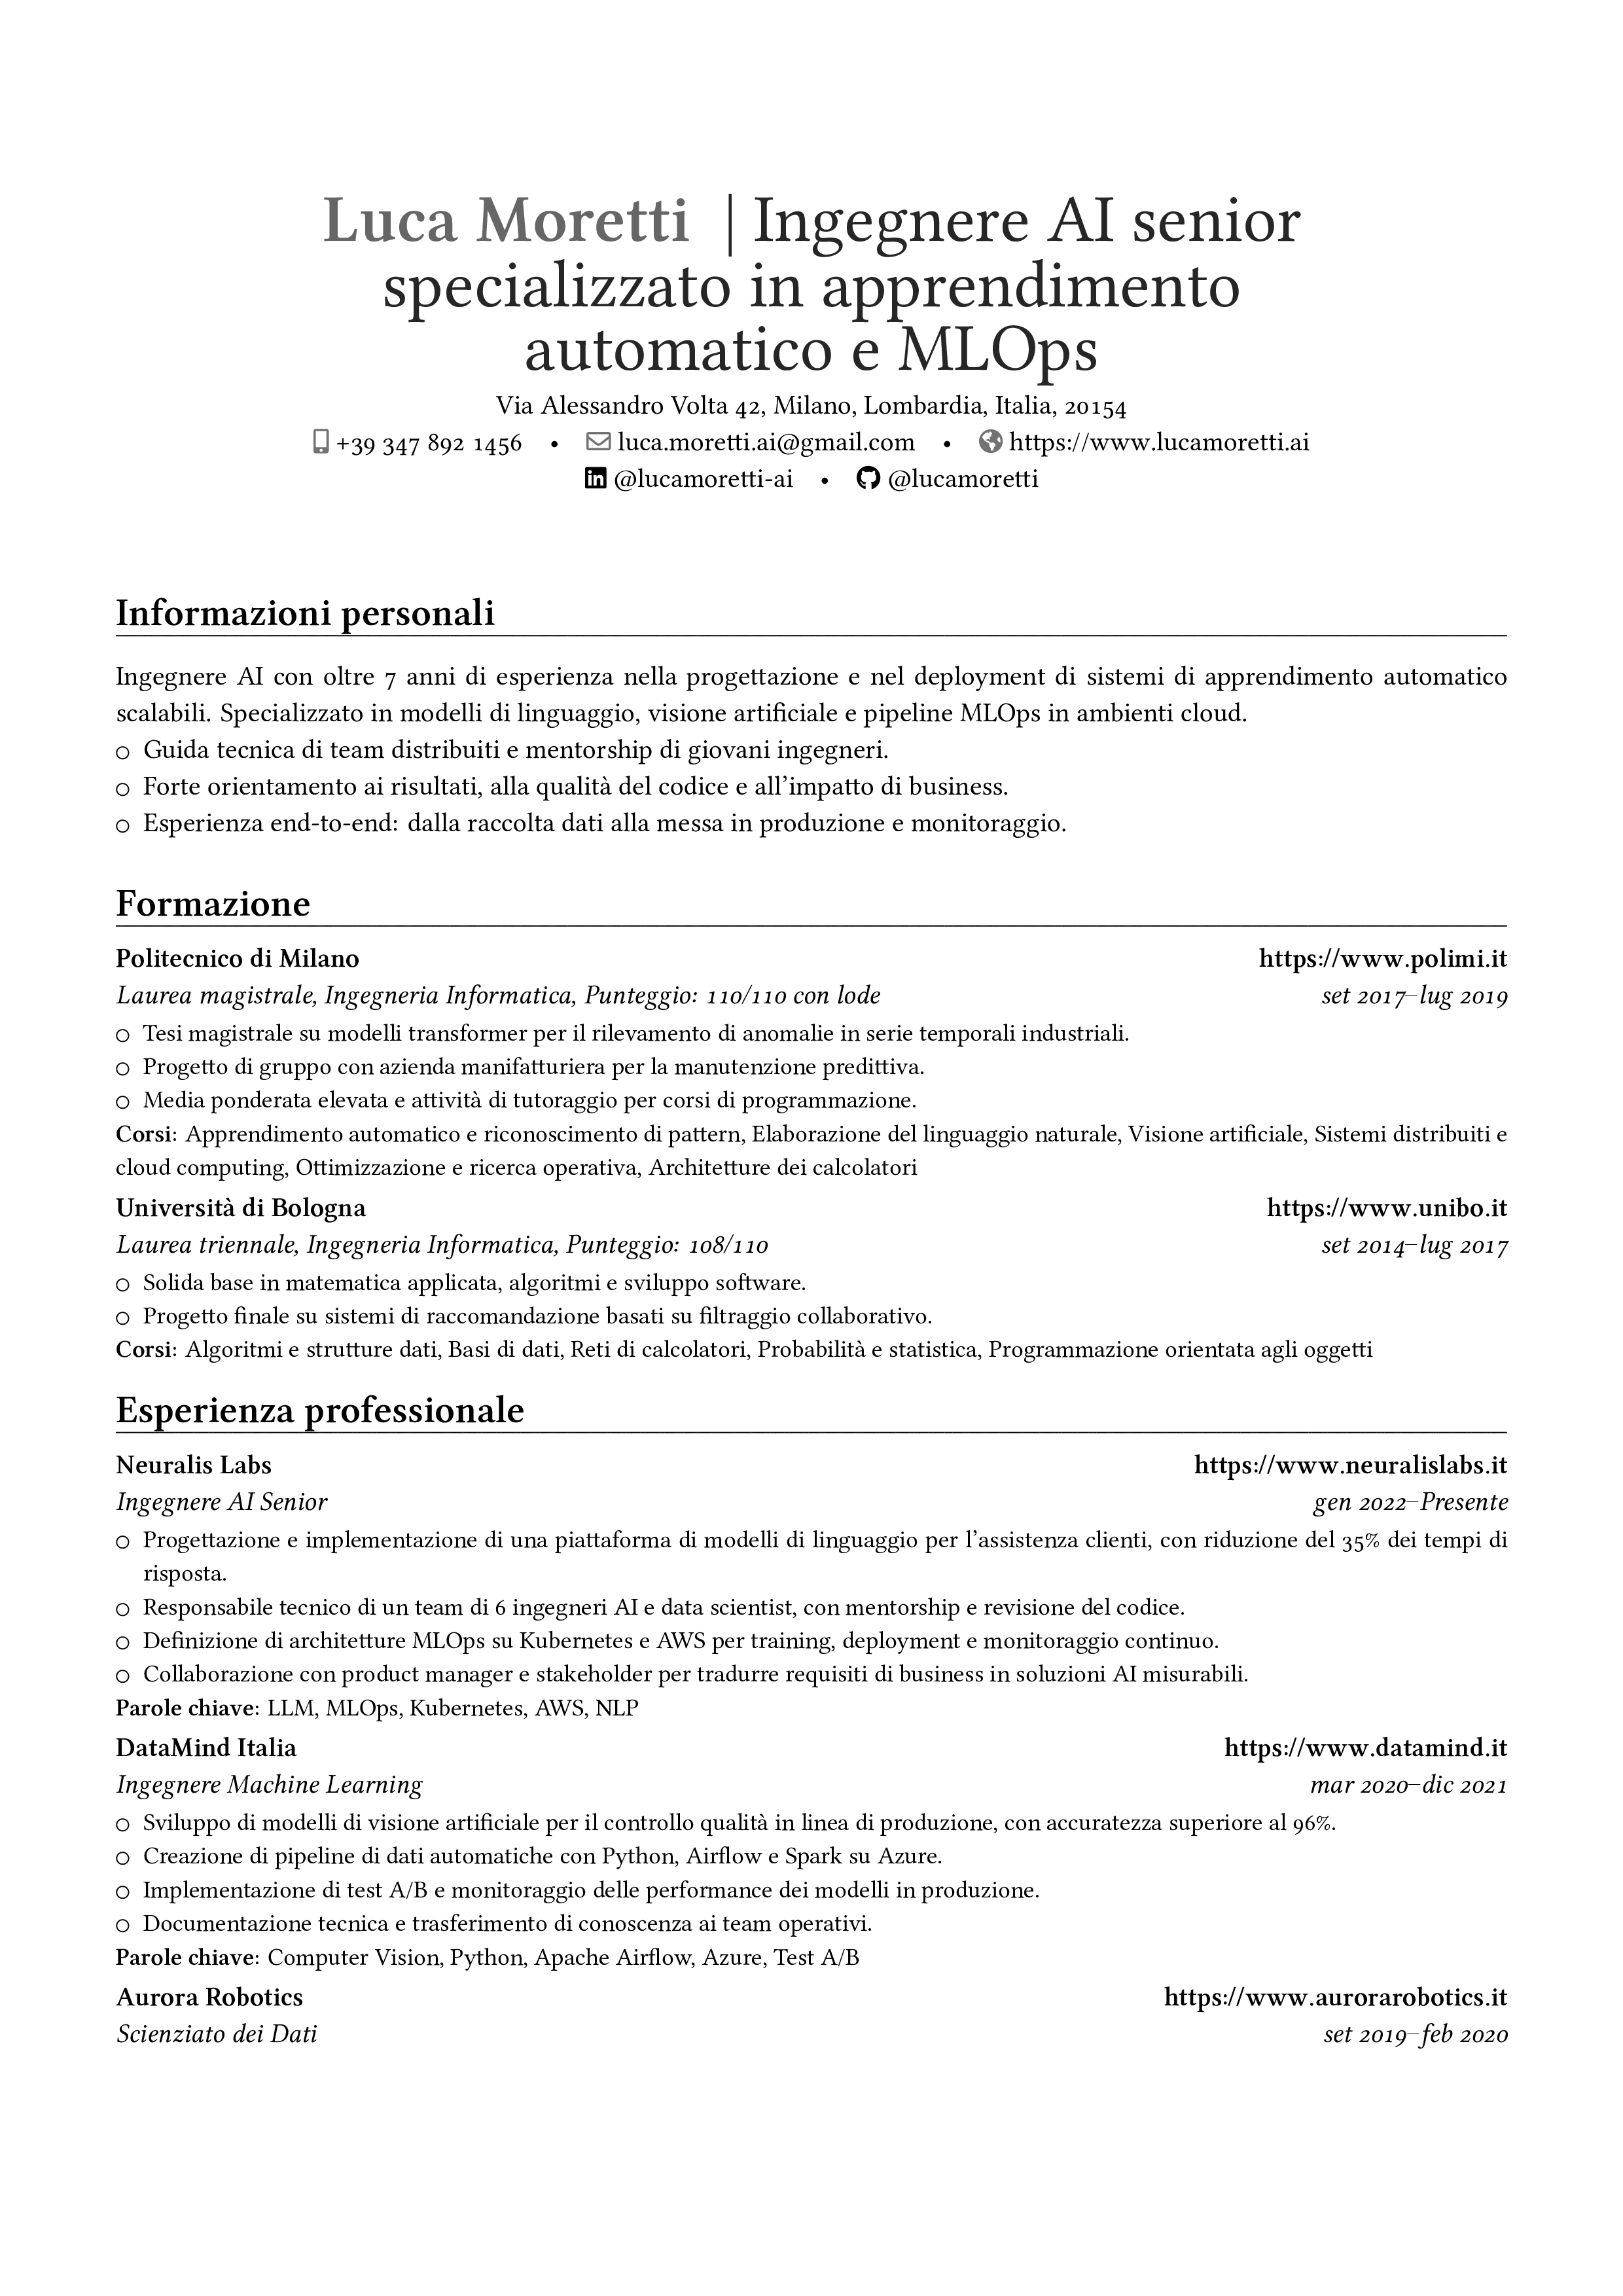 Luca Moretti | Ingegnere AI senior
specializzato in apprendimento
automatico e MLOps
Via Alessandro Volta 42, Milano, Lombardia, Italia, 20154
+39 347 892 1456 • luca.moretti.ai@gmail.com • https://www.lucamoretti.ai
@lucamoretti-ai • @lucamoretti
Informazioni personali
Ingegnere AI con oltre 7 anni di esperienza nella progettazione e nel deployment di sistemi di apprendimento automatico
scalabili. Specializzato in modelli di linguaggio, visione artificiale e pipeline MLOps in ambienti cloud.
○ Guida tecnica di team distribuiti e mentorship di giovani ingegneri.
○ Forte orientamento ai risultati, alla qualità del codice e all'impatto di business.
○ Esperienza end-to-end: dalla raccolta dati alla messa in produzione e monitoraggio.
Formazione
Politecnico di Milano https://www.polimi.it
Laurea magistrale, Ingegneria Informatica, Punteggio: 110/110 con lode set 2017–lug 2019
○ Tesi magistrale su modelli transformer per il rilevamento di anomalie in serie temporali industriali.
○ Progetto di gruppo con azienda manifatturiera per la manutenzione predittiva.
○ Media ponderata elevata e attività di tutoraggio per corsi di programmazione.
Corsi: Apprendimento automatico e riconoscimento di pattern, Elaborazione del linguaggio naturale, Visione artificiale, Sistemi distribuiti e
cloud computing, Ottimizzazione e ricerca operativa, Architetture dei calcolatori
Università di Bologna https://www.unibo.it
Laurea triennale, Ingegneria Informatica, Punteggio: 108/110 set 2014–lug 2017
○ Solida base in matematica applicata, algoritmi e sviluppo software.
○ Progetto finale su sistemi di raccomandazione basati su filtraggio collaborativo.
Corsi: Algoritmi e strutture dati, Basi di dati, Reti di calcolatori, Probabilità e statistica, Programmazione orientata agli oggetti
Esperienza professionale
Neuralis Labs https://www.neuralislabs.it
Ingegnere AI Senior gen 2022–Presente
○ Progettazione e implementazione di una piattaforma di modelli di linguaggio per l'assistenza clienti, con riduzione del 35% dei tempi di
risposta.
○ Responsabile tecnico di un team di 6 ingegneri AI e data scientist, con mentorship e revisione del codice.
○ Definizione di architetture MLOps su Kubernetes e AWS per training, deployment e monitoraggio continuo.
○ Collaborazione con product manager e stakeholder per tradurre requisiti di business in soluzioni AI misurabili.
Parole chiave: LLM, MLOps, Kubernetes, AWS, NLP
DataMind Italia https://www.datamind.it
Ingegnere Machine Learning mar 2020–dic 2021
○ Sviluppo di modelli di visione artificiale per il controllo qualità in linea di produzione, con accuratezza superiore al 96%.
○ Creazione di pipeline di dati automatiche con Python, Airflow e Spark su Azure.
○ Implementazione di test A/B e monitoraggio delle performance dei modelli in produzione.
○ Documentazione tecnica e trasferimento di conoscenza ai team operativi.
Parole chiave: Computer Vision, Python, Apache Airflow, Azure, Test A/B
Aurora Robotics https://www.aurorarobotics.it
Scienziato dei Dati set 2019–feb 2020